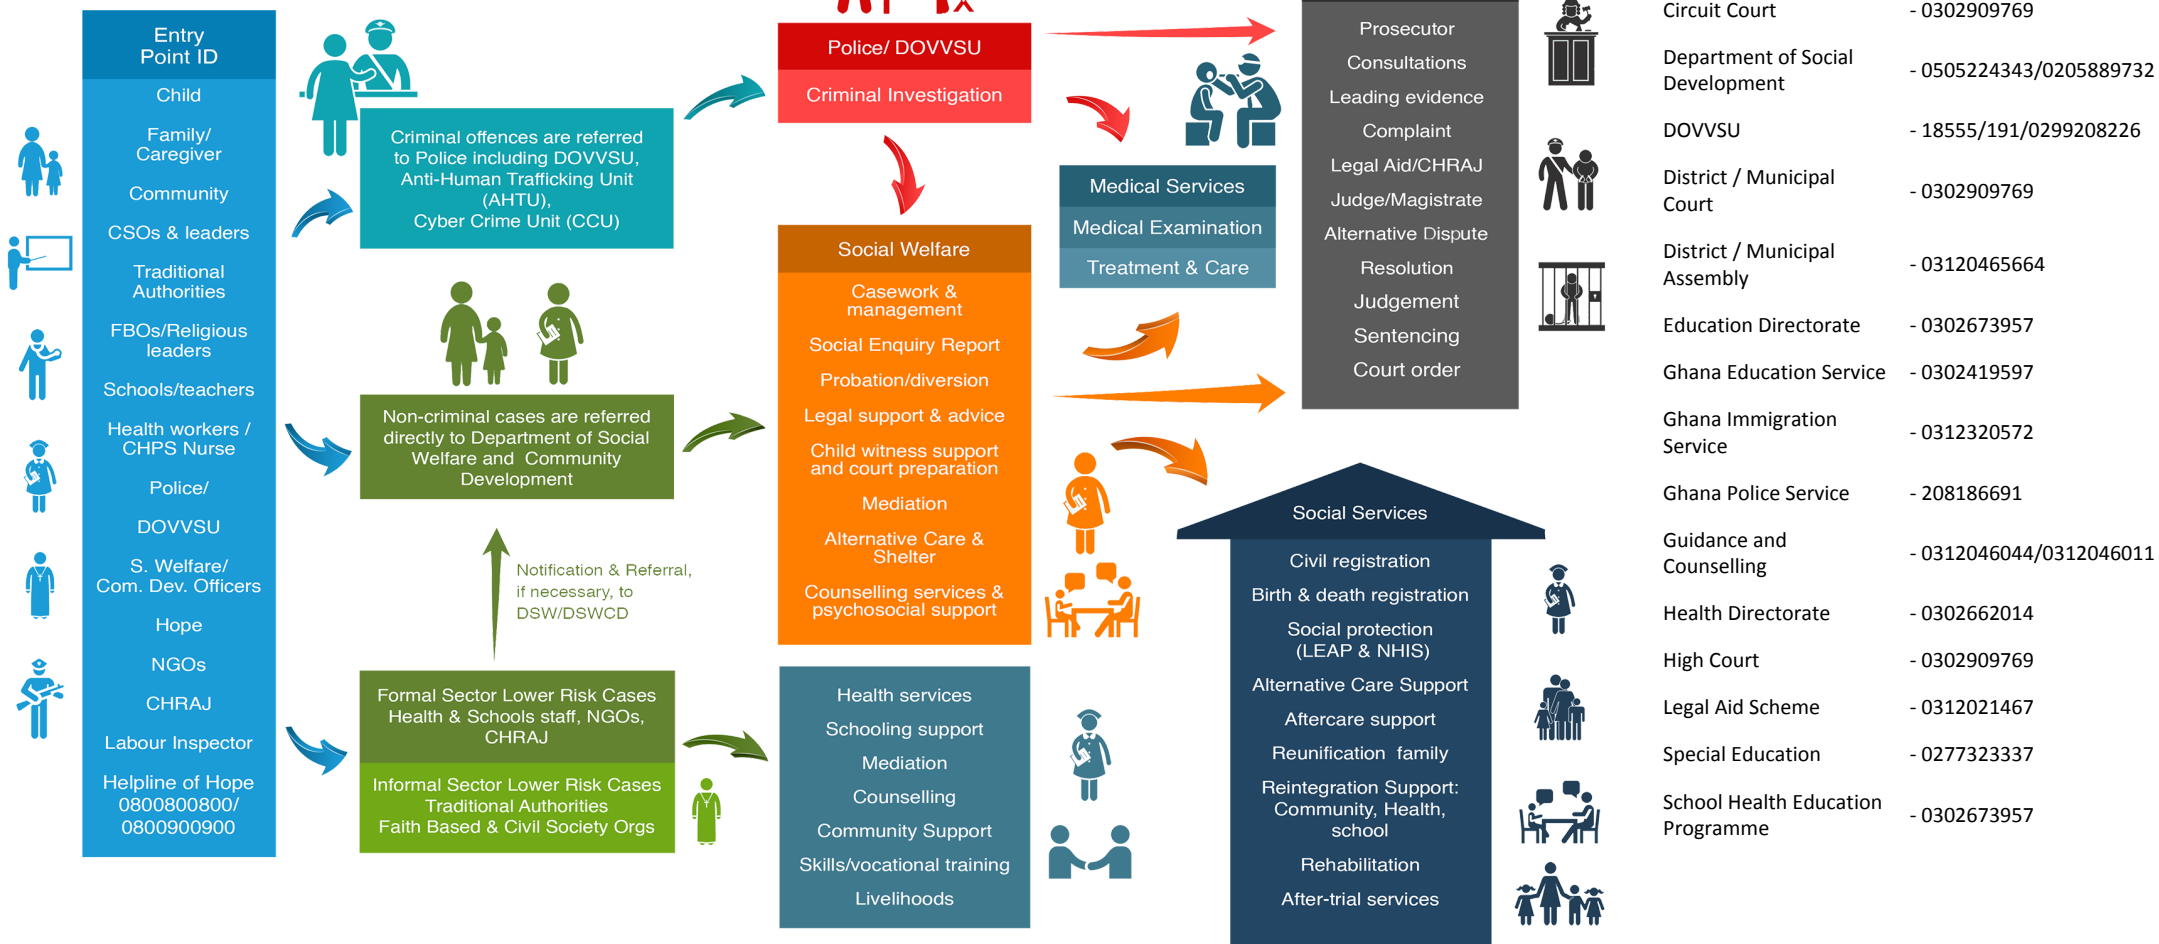 Entry
Point ID
Child
Family/
Caregiver
Community
CSOs & leaders
Traditional
Authorities
FBOs/Religious
leaders
Schools/teachers
Health workers /
CHPS Nurse
Police/
DOVVSU
S. Welfare/
Com. Dev. Officers
Hope
NGOs
CHRAJ
Labour Inspector
Helpline of Hope
0800800800/
0800900900
Criminal offences are referred
to Police including DOVVSU,
Anti-Human Trafficking Unit
(AHTU),
Cyber Crime Unit (CCU)
Non-criminal cases are referred
directly to Department of Social
Welfare and Community
Development
Notification & Referral,
if necessary, to
DSW/DSWCD
Formal Sector Lower Risk Cases
Health & Schools staff, NGOs,
CHRAJ
Informal Sector Lower Risk Cases
Traditional Authorities
Faith Based & Civil Society Orgs
Police/ DOVVSU
Criminal Investigation
Social Welfare
Casework &
management
Social Enquiry Report
Probation/diversion
Legal support & advice
Child witness support
and court preparation
Mediation
Alternative Care &
Shelter
Counselling services &
psychosocial support
Health services
Schooling support
Mediation
Counselling
Community Support
Skills/vocational training
Livelihoods
Medical Services
Medical Examination
Treatment & Care
Prosecutor
Consultations
Leading evidence
Complaint
Legal Aid/CHRAJ
Judge/Magistrate
Alternative Dispute
Resolution
Judgement
Sentencing
Court order
Social Services
Civil registration
Birth & death registration
Social protection
(LEAP & NHIS)
Alternative Care Support
Aftercare support
Reunification family
Reintegration Support:
Community, Health,
school
Rehabilitation
After-trial services
Circuit Court - 0302909769
Department of Social
Development - 0505224343/0205889732
DOVVSU - 18555/191/0299208226
District / Municipal
Court - 0302909769
District / Municipal
Assembly - 03120465664
Education Directorate - 0302673957
Ghana Education Service - 0302419597
Ghana Immigration
Service - 0312320572
Ghana Police Service - 208186691
Guidance and
Counselling - 0312046044/0312046011
Health Directorate - 0302662014
High Court - 0302909769
Legal Aid Scheme - 0312021467
Special Education - 0277323337
School Health Education
Programme - 0302673957